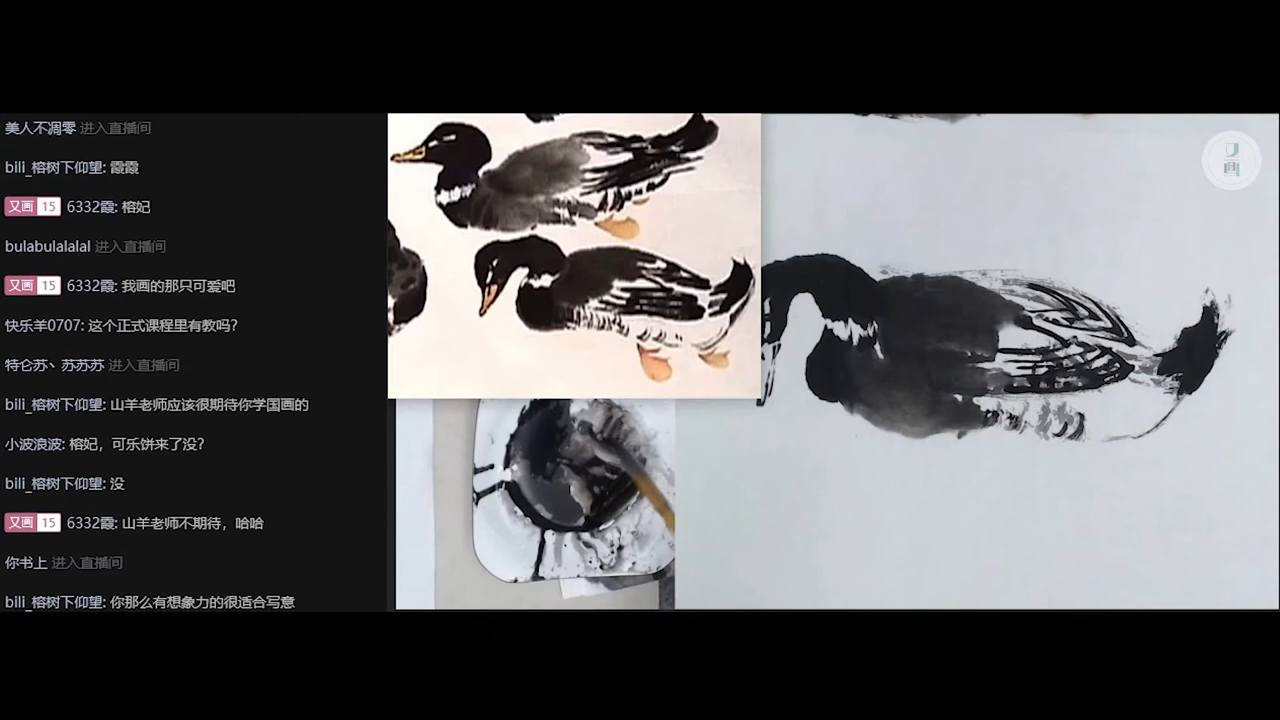 美人不凋零 进入直播间
bili_榕树下仰望: 霞霞
又画 15 6332霞: 榕妃
bulabulalalal 进入直播间
又画 15 6332霞: 我画的那只可爱吧
快乐羊0707: 这个正式课程里有教吗?
特仑苏丶苏苏苏 进入直播间
bili_榕树下仰望: 山羊老师应该很期待你学国画的
小波浪波: 榕妃，可乐饼来了没?
bili_榕树下仰望: 没
又画 15 6332霞: 山羊老师不期待，哈哈
你书上 进入直播间
bili_榕树下仰望: 你那么有想象力的很适合写意
又画